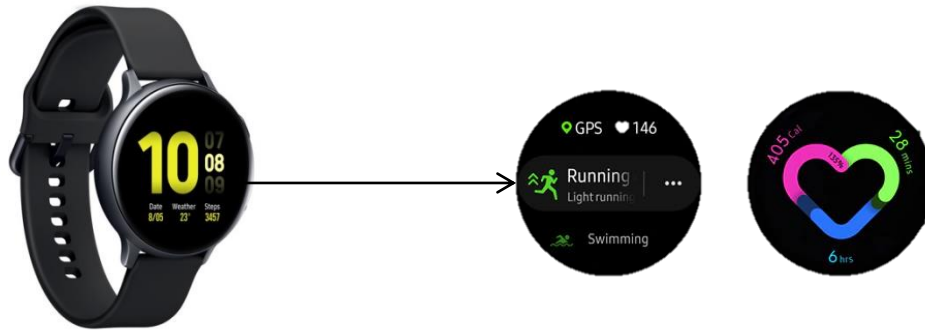 10
07
08
09
Date Weather Steps
8/05 23° 3457
GPS 146
Running
Light running
Swimming
405 Cal
135%
28 mins
6 hrs